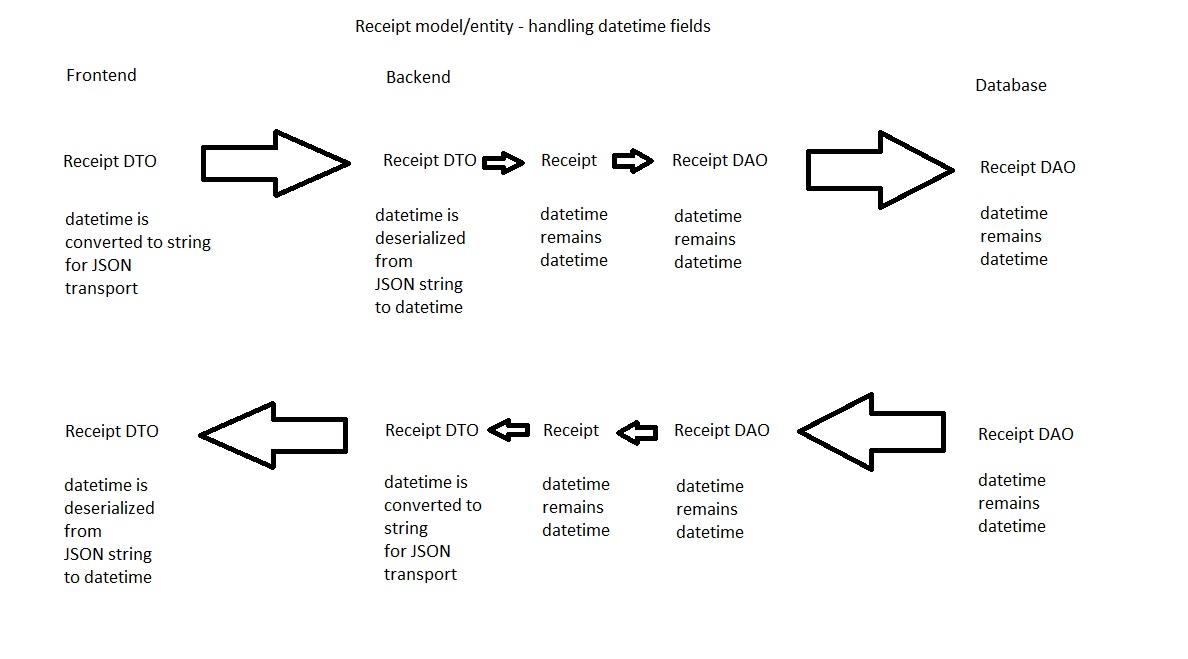 Receipt model/entity - handling datetime fields
Frontend
Backend
Database
Receipt DTO
Receipt DTO
Receipt
Receipt DAO
Receipt DAO
datetime is
converted to string
for JSON
transport
datetime is
deserialized
from
JSON string
to datetime
datetime
remains
datetime
datetime
remains
datetime
datetime
remains
datetime
Receipt DTO
Receipt DTO
Receipt
Receipt DAO
Receipt DAO
datetime is
deserialized
from
JSON string
to datetime
datetime is
converted to
string
for JSON
transport
datetime
remains
datetime
datetime
remains
datetime
datetime
remains
datetime